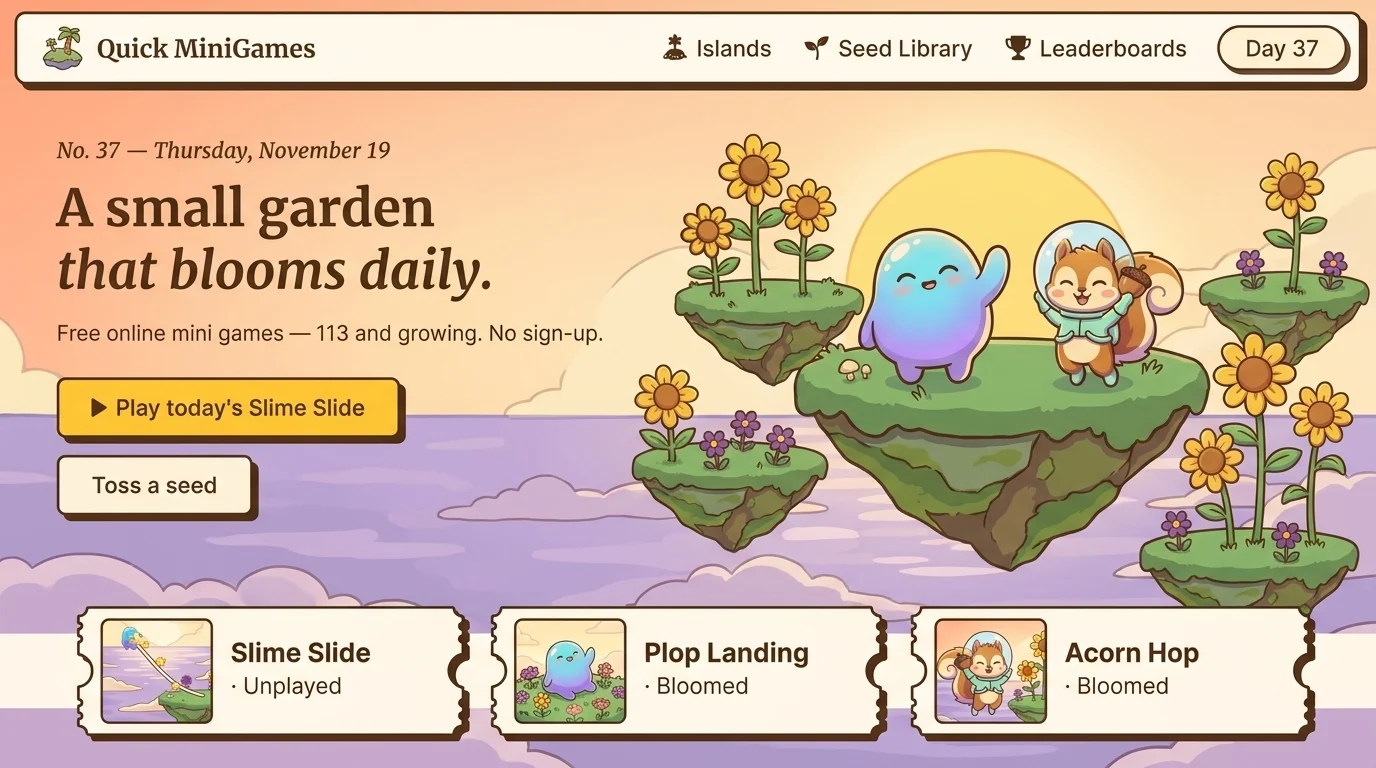 Quick MiniGames
Islands
Seed Library
Leaderboards
Day 37
No. 37 — Thursday, November 19
A small garden
that blooms daily.
Free online mini games — 113 and growing. No sign-up.
Play today's Slime Slide
Toss a seed
Slime Slide
· Unplayed
Plop Landing
· Bloomed
Acorn Hop
· Bloomed